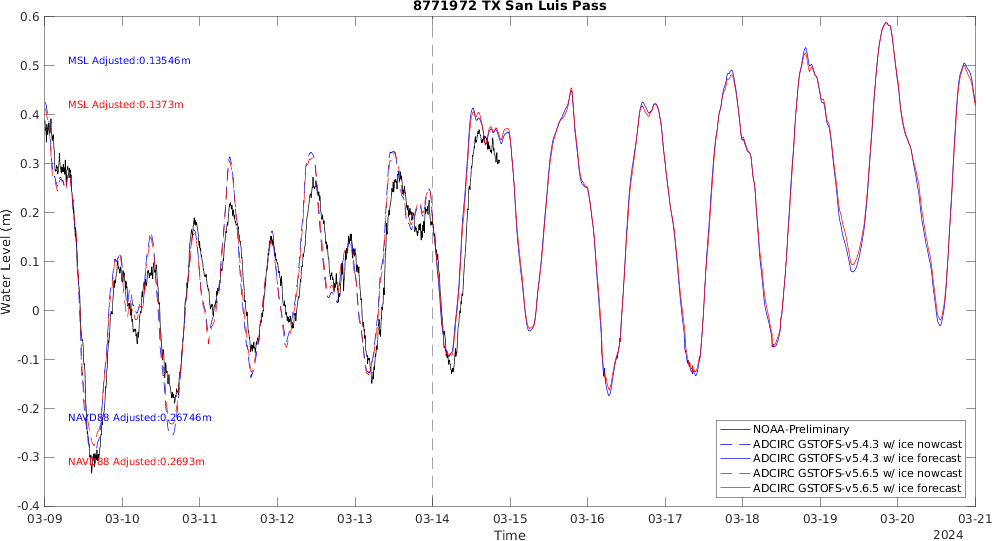 8771972 TX San Luis Pass
0.6
0.5
0.4
0.3
0.2
0.1
0
-0.1
-0.2
-0.3
-0.4
Water Level (m)
MSL Adjusted:0.13546m
MSL Adjusted:0.1373m
NAVD88 Adjusted:0.26746m
NAVD88 Adjusted:0.2693m
NOAA-Preliminary
ADCIRC GSTOFS-v5.4.3 w/ ice nowcast
ADCIRC GSTOFS-v5.4.3 w/ ice forecast
ADCIRC GSTOFS-v5.6.5 w/ ice nowcast
ADCIRC GSTOFS-v5.6.5 w/ ice forecast
03-09 03-10 03-11 03-12 03-13 03-14 03-15 03-16 03-17 03-18 03-19 03-20 03-21
Time
2024